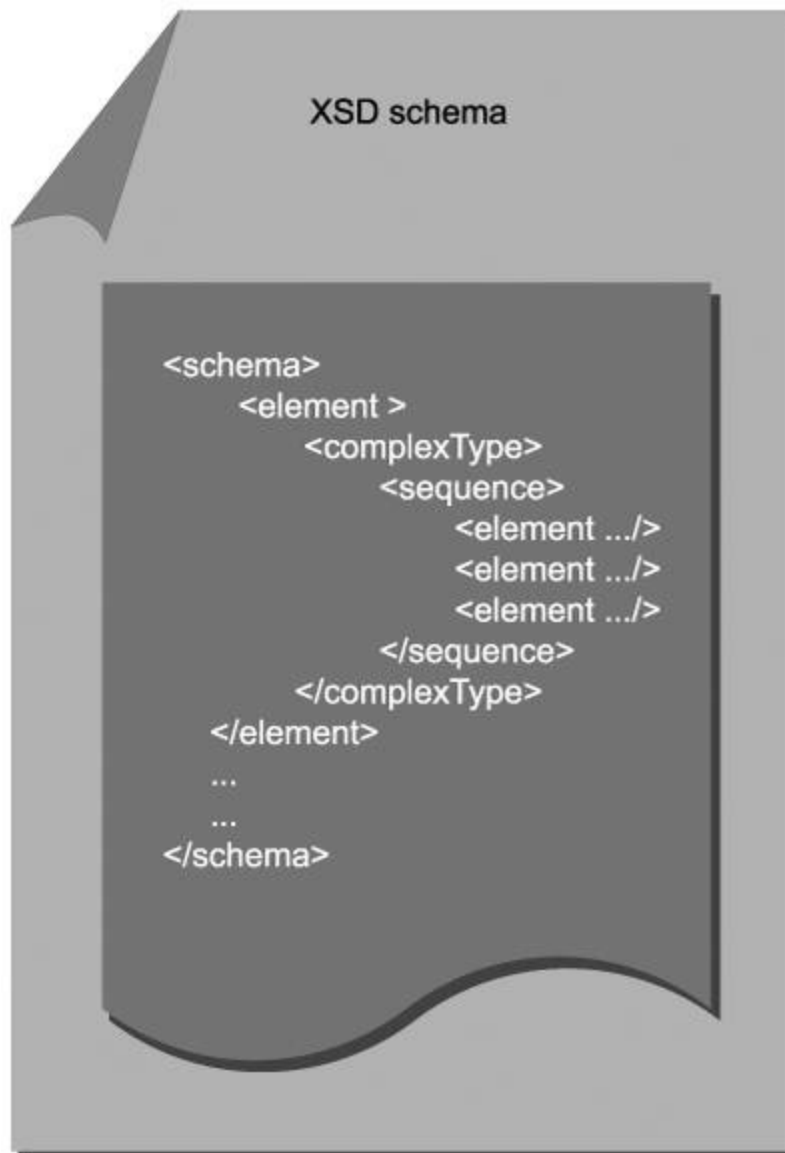 XSD schema
<schema>
<element >
<complexType>
<sequence>
<element .../>
<element .../>
<element .../>
</sequence>
</complexType>
</element>
...
...
</schema>